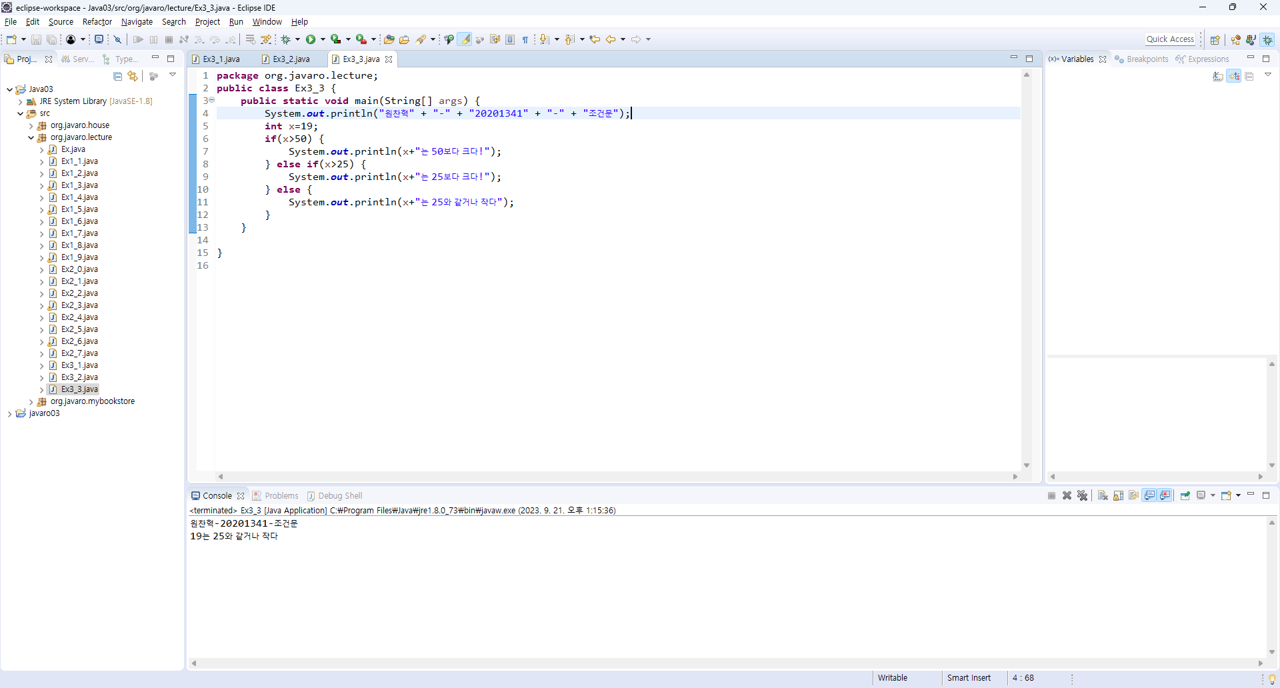 eclipse-workspace - Java03/src/org/javaro/lecture/Ex3_3.java - Eclipse IDE
File Edit Source Refactor Navigate Search Project Run Window Help
Quick Access
Proj... Serv... Type...
Java03
JRE System Library [JavaSE-1.8]
src
org.javaro.house
org.javaro.lecture
Ex.java
Ex1_1.java
Ex1_2.java
Ex1_3.java
Ex1_4.java
Ex1_5.java
Ex1_6.java
Ex1_7.java
Ex1_8.java
Ex1_9.java
Ex2_0.java
Ex2_1.java
Ex2_2.java
Ex2_3.java
Ex2_4.java
Ex2_5.java
Ex2_6.java
Ex2_7.java
Ex3_1.java
Ex3_2.java
Ex3_3.java
org.javaro.mybookstore
javaro03
Ex3_1.java Ex3_2.java Ex3_3.java
1 package org.javaro.lecture;
2 public class Ex3_3 {
3 public static void main(String[] args) {
4 System.out.println("원찬혁" + "-" + "20201341" + "-" + "조건문");
5 int x=19;
6 if(x>50) {
7 System.out.println(x+"는 50보다 크다!");
8 } else if(x>25) {
9 System.out.println(x+"는 25보다 크다!");
10 } else {
11 System.out.println(x+"는 25와 같거나 작다");
12 }
13 }
14
15 }
16
(x)= Variables Breakpoints Expressions
Console Problems Debug Shell
<terminated> Ex3_3 [Java Application] C:₩Program Files₩Java₩jre1.8.0_73₩bin₩javaw.exe (2023. 9. 21. 오후 1:15:36)
원찬혁-20201341-조건문
19는 25와 같거나 작다
Writable Smart Insert 4 : 68